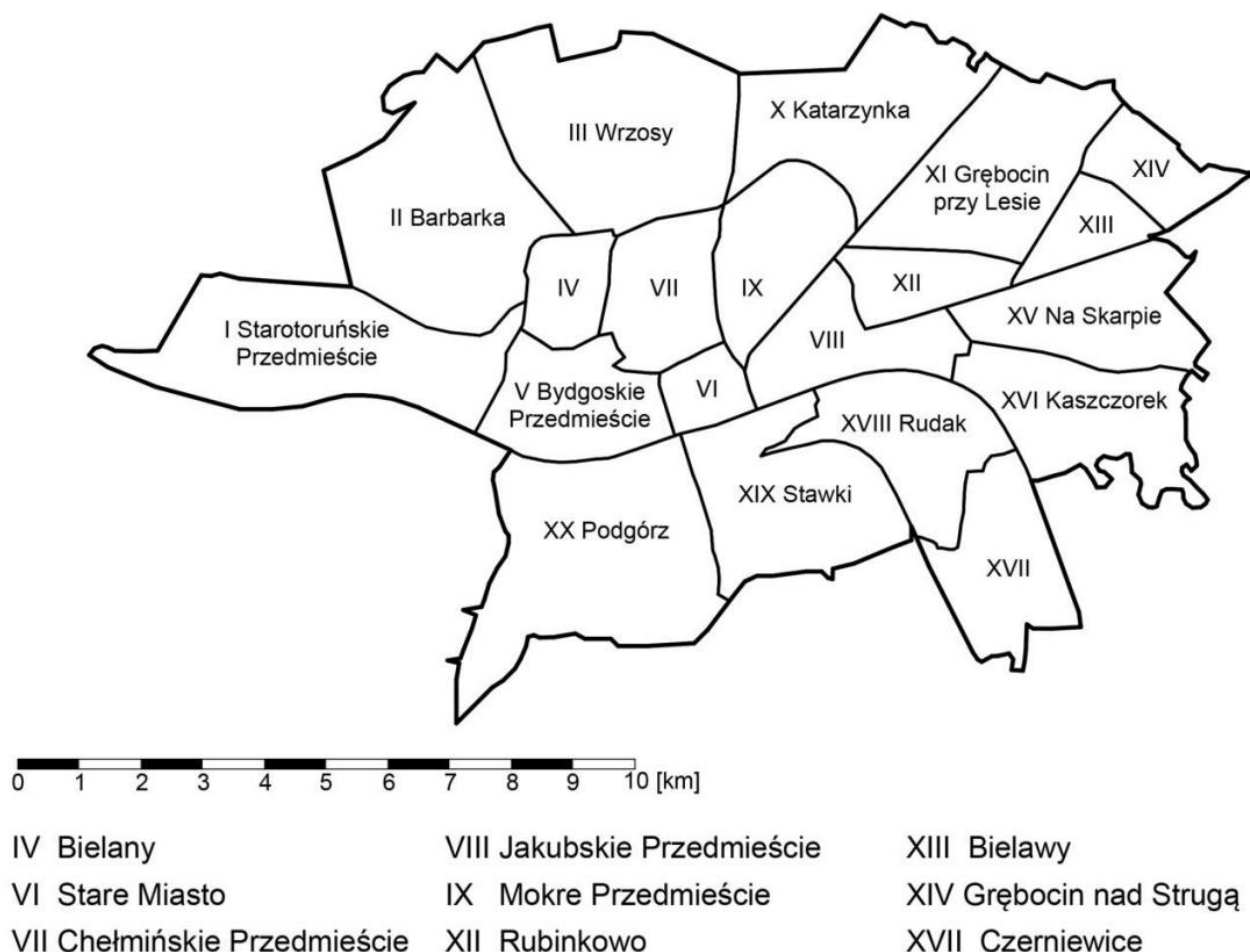 X Katarzynka
III Wrzosy
XIV
XI Grębocin
przy Lesie
II Barbarka
XIII
IV
VII
IX
XII
I Starotoruńskie
Przedmieście
VIII
XV Na Skarpie
V Bydgoskie
Przedmieście
VI
XVI Kaszczorek
XVIII Rudak
XIX Stawki
XX Podgórz
XVII
0 1 2 3 4 5 6 7 8 9 10 [km]
IV Bielany
VI Stare Miasto
VII Chełmińskie Przedmieście
VIII Jakubskie Przedmieście
IX Mokre Przedmieście
XII Rubinkowo
XIII Bielawy
XIV Grębocin nad Strugą
XVII Czerniewice